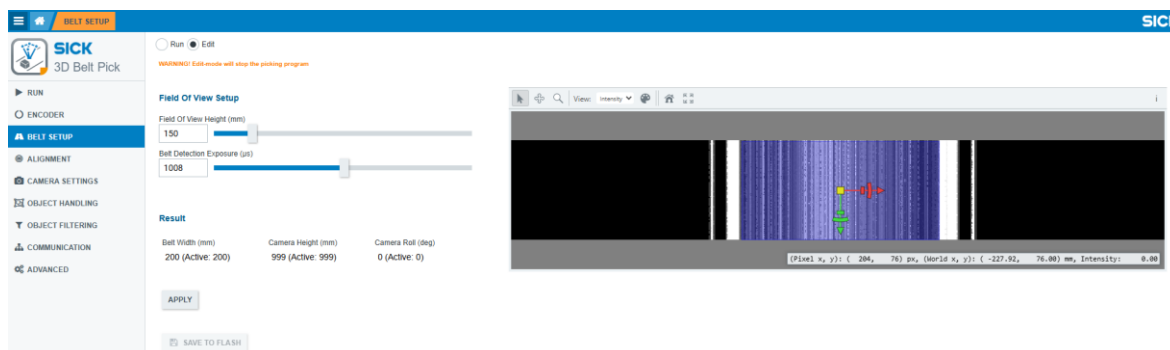 BELT SETUP
SICK
SICK
3D Belt Pick
RUN
ENCODER
BELT SETUP
ALIGNMENT
CAMERA SETTINGS
OBJECT HANDLING
OBJECT FILTERING
COMMUNICATION
ADVANCED
Run Edit
WARNING! Edit-mode will stop the picking program
Field Of View Setup
Field Of View Height (mm)
150
Belt Detection Exposure (µs)
1008
Result
Belt Width (mm) Camera Height (mm) Camera Roll (deg)
200 (Active: 200) 999 (Active: 999) 0 (Active: 0)
APPLY
SAVE TO FLASH
View: Intensity i
(Pixel x, y): ( 204, 76) px, (World x, y): ( -227.92, 76.00) mm, Intensity: 0.00